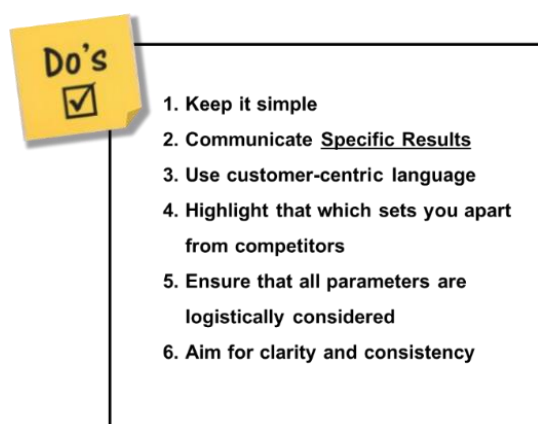 Do's
1. Keep it simple
2. Communicate Specific Results
3. Use customer-centric language
4. Highlight that which sets you apart
from competitors
5. Ensure that all parameters are
logistically considered
6. Aim for clarity and consistency